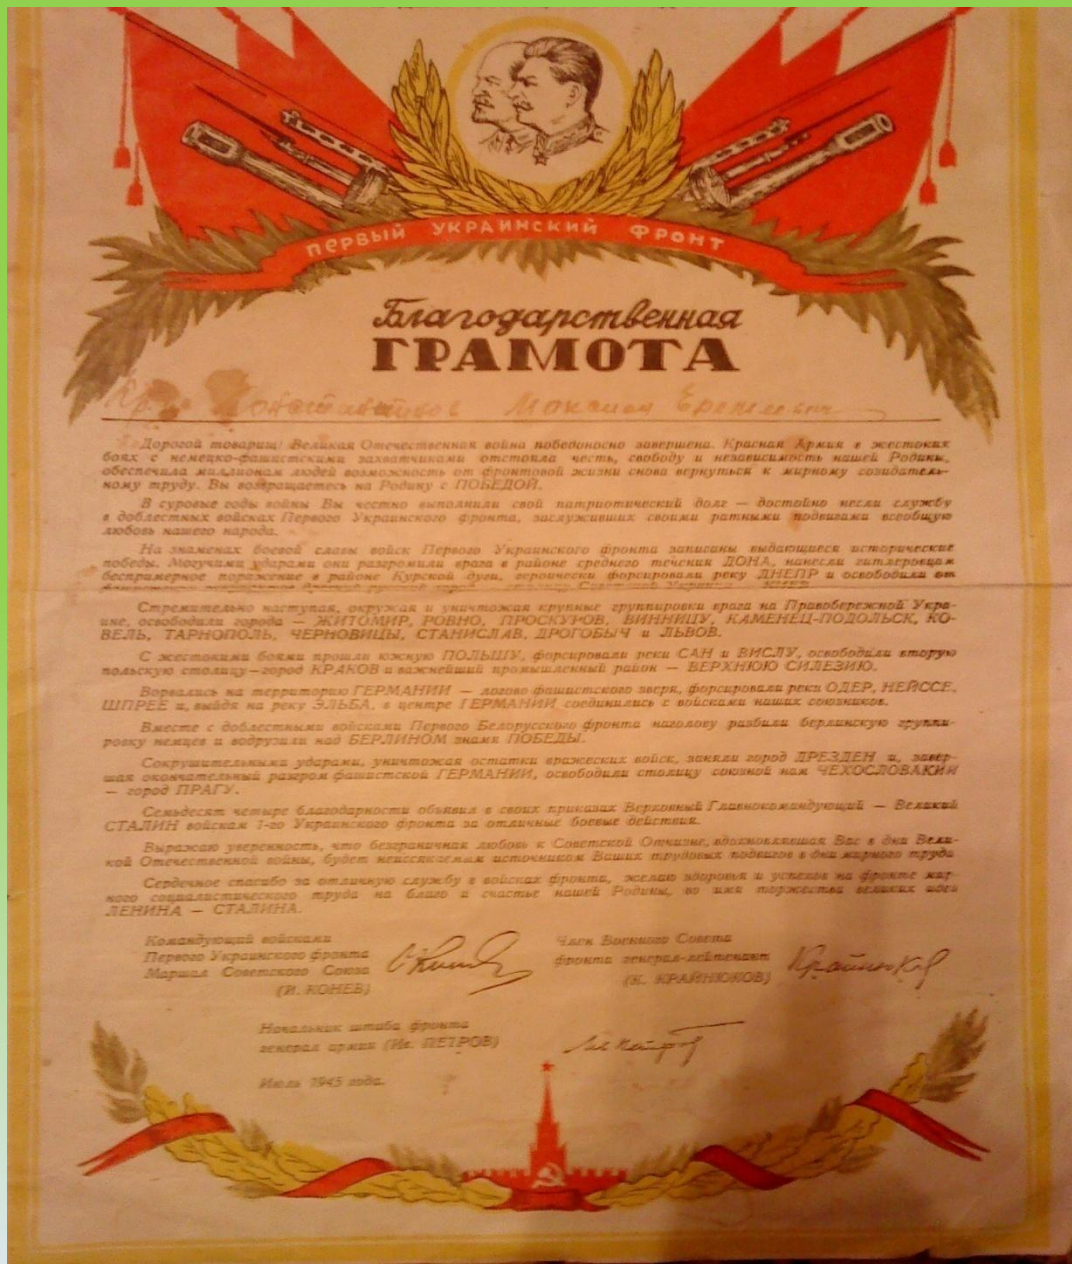 ПЕРВЫЙ УКРАИНСКИЙ ФРОНТ
Благодарственная
ГРАМОТА
Дорогой товарищ! Великая Отечественная война победоносно завершена. Красная Армия в жестоких
боях с немецко-фашистскими захватчиками отстояла честь, свободу и независимость нашей Родины,
обеспечила миллионам людей возможность от фронтовой жизни снова вернуться к мирному созидатель-
ному труду. Вы возвращаетесь на Родину с ПОБЕДОЙ.
В суровые годы войны Вы честно выполнили свой патриотический долг — достойно несли службу
в доблестных войсках Первого Украинского фронта, заслуживших своими ратными подвигами всеобщую
любовь нашего народа.
На знаменах боевой славы войск Первого Украинского фронта записаны выдающиеся исторические
победы. Могучими ударами они разгромили врага в районе среднего течения ДОНА, нанесли гитлеровцам
беспримерное поражение в районе Курской дуги, героически форсировали реку ДНЕПР и освободили от
Стремительно наступая, окружая и уничтожая крупные группировки врага на Правобережной Укра-
ине, освободили города — ЖИТОМИР, РОВНО, ПРОСКУРОВ, ВИННИЦУ, КАМЕНЕЦ-ПОДОЛЬСК, КО-
ВЕЛЬ, ТАРНОПОЛЬ, ЧЕРНОВИЦЫ, СТАНИСЛАВ, ДРОГОБЫЧ и ЛЬВОВ.
С жестокими боями прошли южную ПОЛЬШУ, форсировали реки САН и ВИСЛУ, освободили вторую
польскую столицу — город КРАКОВ и важнейший промышленный район — ВЕРХНЮЮ СИЛЕЗИЮ.
Ворвались на территорию ГЕРМАНИИ — логово фашистского зверя, форсировали реки ОДЕР, НЕЙССЕ,
ШПРЕЕ и, выйдя на реку ЭЛЬБА, в центре ГЕРМАНИИ соединились с войсками наших союзников.
Вместе с доблестными войсками Первого Белорусского фронта наголову разбили берлинскую группи-
ровку немцев и водрузили над БЕРЛИНОМ знамя ПОБЕДЫ.
Сокрушительными ударами, уничтожая остатки вражеских войск, заняли город ДРЕЗДЕН и, завер-
шая окончательный разгром фашистской ГЕРМАНИИ, освободили столицу союзной нам ЧЕХОСЛОВАКИИ
— город ПРАГУ.
Семьдесят четыре благодарности объявил в своих приказах Верховный Главнокомандующий — Великий
СТАЛИН войскам 1-го Украинского фронта за отличные боевые действия.
Выражаю уверенность, что безграничная любовь к Советской Отчизне, вдохновлявшая Вас в дни Вели-
кой Отечественной войны, будет неиссякаемым источником Ваших трудовых подвигов в дни мирного труда
Сердечное спасибо за отличную службу в войсках фронта, желаю здоровья и успехов на фронте мир-
ного социалистического труда на благо и счастье нашей Родины, во имя торжества великих идей
ЛЕНИНА — СТАЛИНА.
Командующий войсками
Первого Украинского фронта
Маршал Советского Союза
(И. КОНЕВ)
Член Военного Совета
фронта генерал-лейтенант
(К. КРАЙНЮКОВ)
Крайнюков
Начальник штаба фронта
генерал армии (Ив. ПЕТРОВ)
Ив Петров
Июль 1945 года.